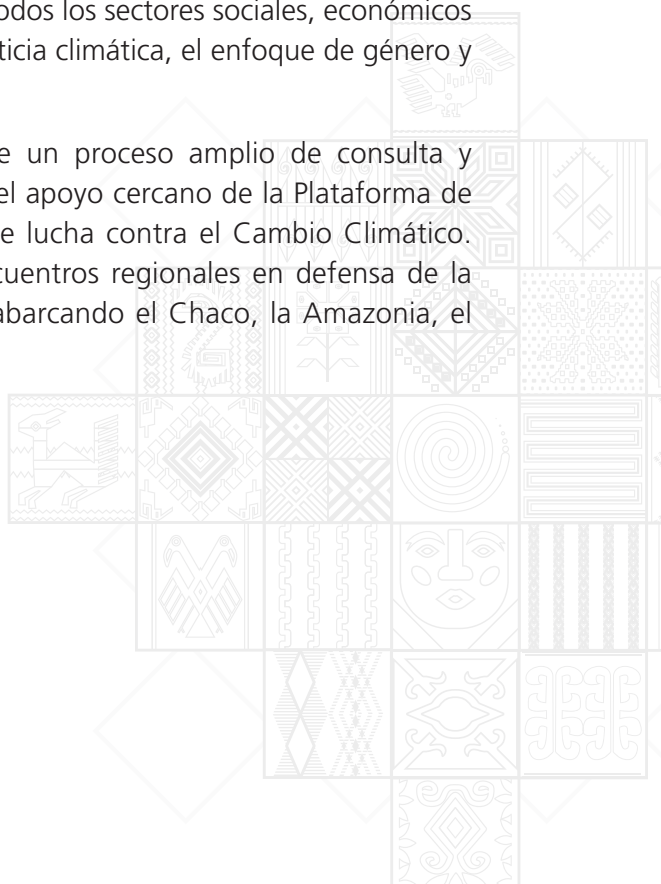 odos los sectores sociales, económicos
ticia climática, el enfoque de género y
e un proceso amplio de consulta y
el apoyo cercano de la Plataforma de
e lucha contra el Cambio Climático.
cuentros regionales en defensa de la
abarcando el Chaco, la Amazonia, el